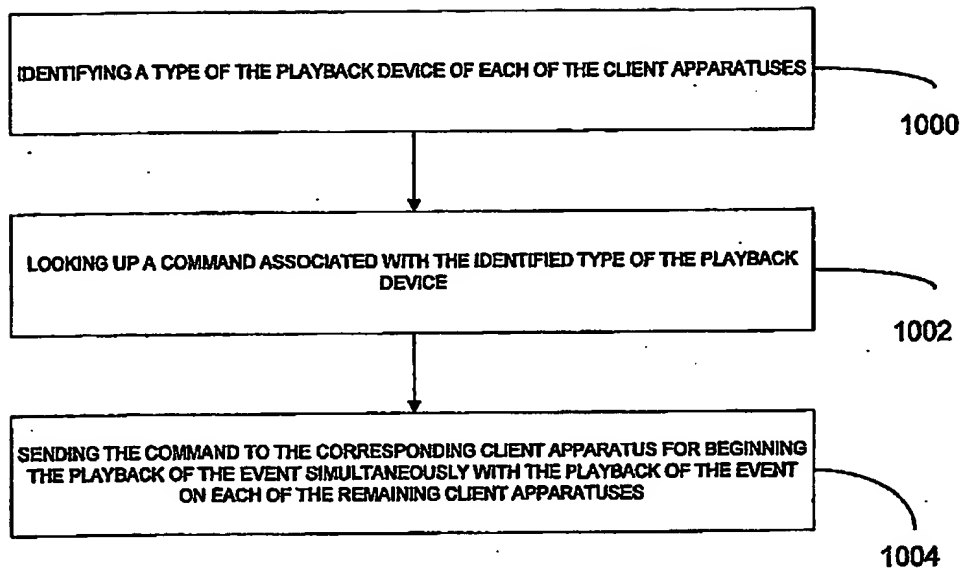 IDENTIFYING A TYPE OF THE PLAYBACK DEVICE OF EACH OF THE CLIENT APPARATUSES
1000
LOOKING UP A COMMAND ASSOCIATED WITH THE IDENTIFIED TYPE OF THE PLAYBACK
DEVICE
1002
SENDING THE COMMAND TO THE CORRESPONDING CLIENT APPARATUS FOR BEGINNING
THE PLAYBACK OF THE EVENT SIMULTANEOUSLY WITH THE PLAYBACK OF THE EVENT
ON EACH OF THE REMAINING CLIENT APPARATUSES
1004